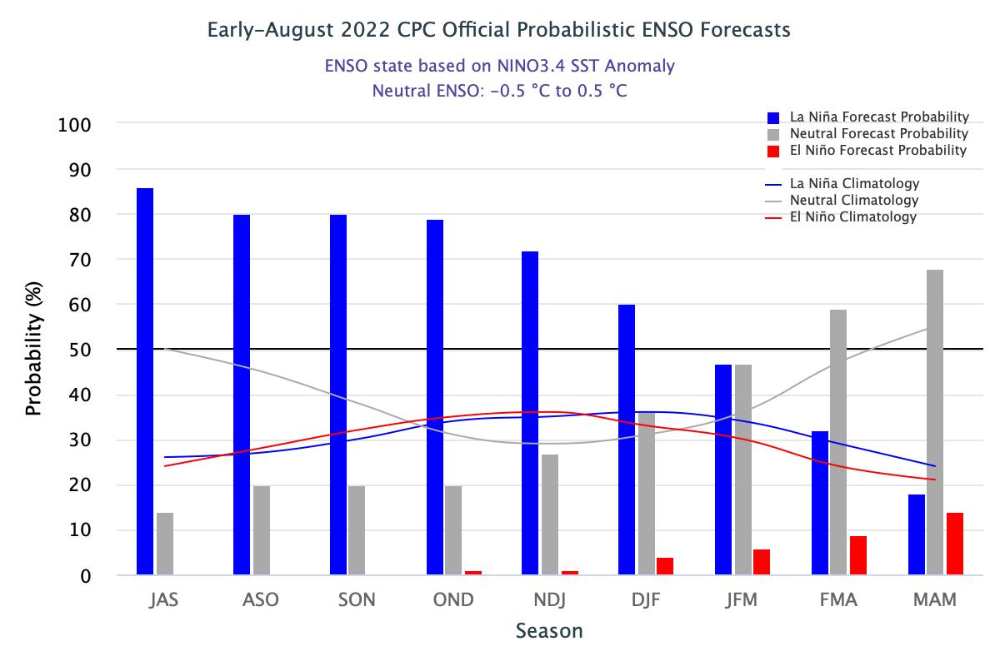 Early-August 2022 CPC Official Probabilistic ENSO Forecasts
ENSO state based on NINO3.4 SST Anomaly
Neutral ENSO: -0.5 °C to 0.5 °C
La Niña Forecast Probability
Neutral Forecast Probability
El Niño Forecast Probability
La Niña Climatology
Neutral Climatology
El Niño Climatology
Probability (%)
100
90
80
70
60
50
40
30
20
10
0
JAS ASO SON OND NDJ DJF JFM FMA MAM
Season